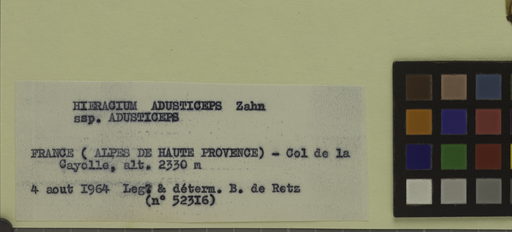 HIERACIUM ADUSTICEPS Zahn
ssp. ADUSTICEPS
FRANCE ( ALPES DE HAUTE PROVENCE) - Col de la
Cayolle, alt. 2330 m
4 aout 1964 Leg. & déterm. B. de Retz
(n° 52316)